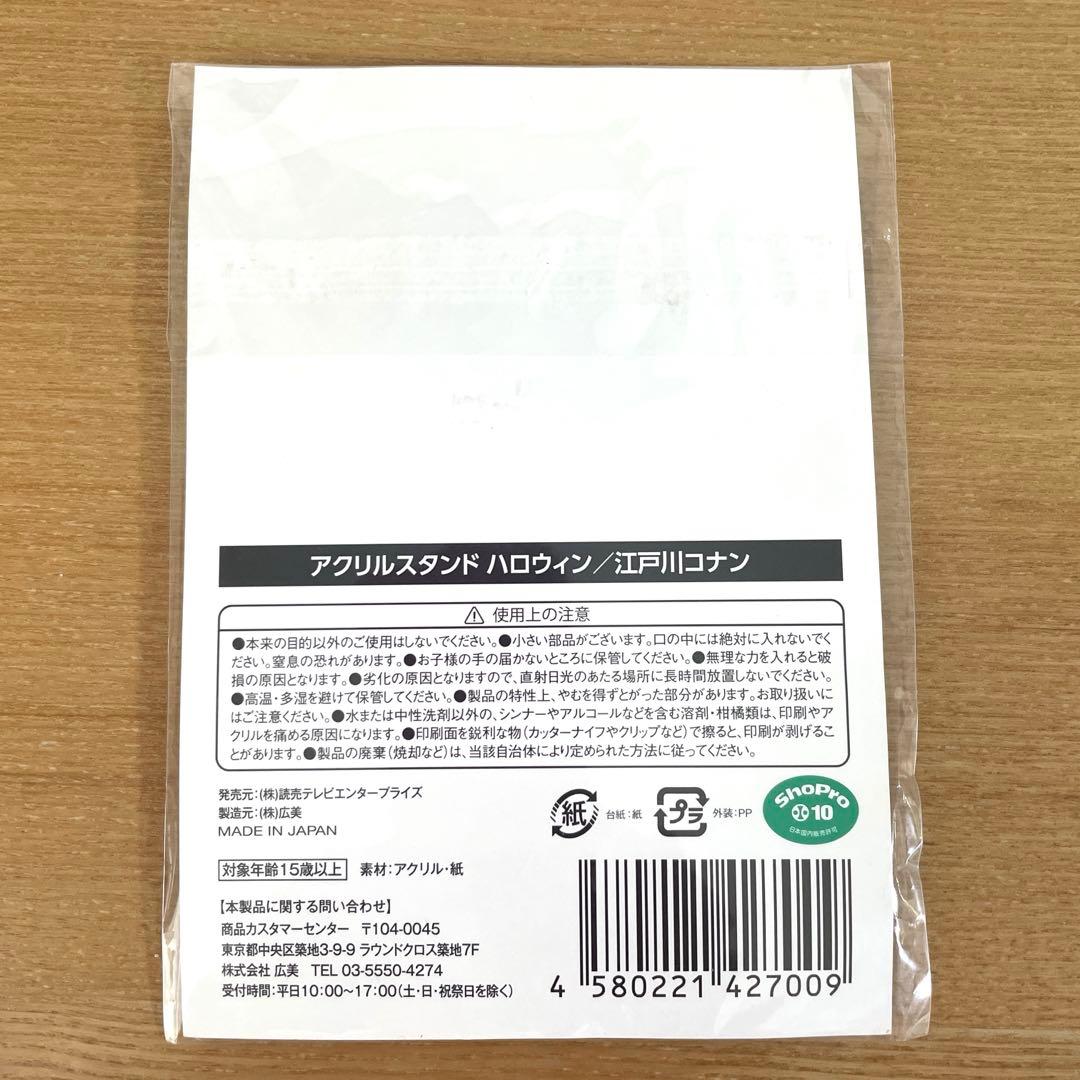 アクリルスタンド ハロウィン/江戸川コナン
⚠ 使用上の注意
●本来の目的以外のご使用はしないでください。●小さい部品がございます。口の中には絶対に入れないでく
ださい。窒息の恐れがあります。●お子様の手の届かないところに保管してください。●無理な力を入れると破
損の原因となります。●劣化の原因となりますので、直射日光のあたる場所に長時間放置しないでください。
●高温・多湿を避けて保管してください。●製品の特性上、やむを得ずとがった部分があります。お取り扱いに
はご注意ください。●水または中性洗剤以外の、シンナーやアルコールなどを含む溶剤・柑橘類は、印刷やア
クリルを痛める原因になります。●印刷面を鋭利な物(カッターナイフやクリップなど)で擦ると、印刷が剥げるこ
とがあります。●製品の廃棄(焼却など)は、当該自治体により定められた方法に従ってください。
発売元:(株)読売テレビエンタープライズ
製造元:(株)広美
MADE IN JAPAN
紙 台紙:紙 プラ 外装:PP
ShoPro
10
日本国内販売許可
対象年齢15歳以上 素材:アクリル・紙
【本製品に関する問い合わせ】
商品カスタマーセンター 〒104-0045
東京都中央区築地3-9-9 ラウンドクロス築地7F
株式会社 広美 TEL 03-5550-4274
受付時間:平日10:00〜17:00(土・日・祝祭日を除く)
4 580221 427009